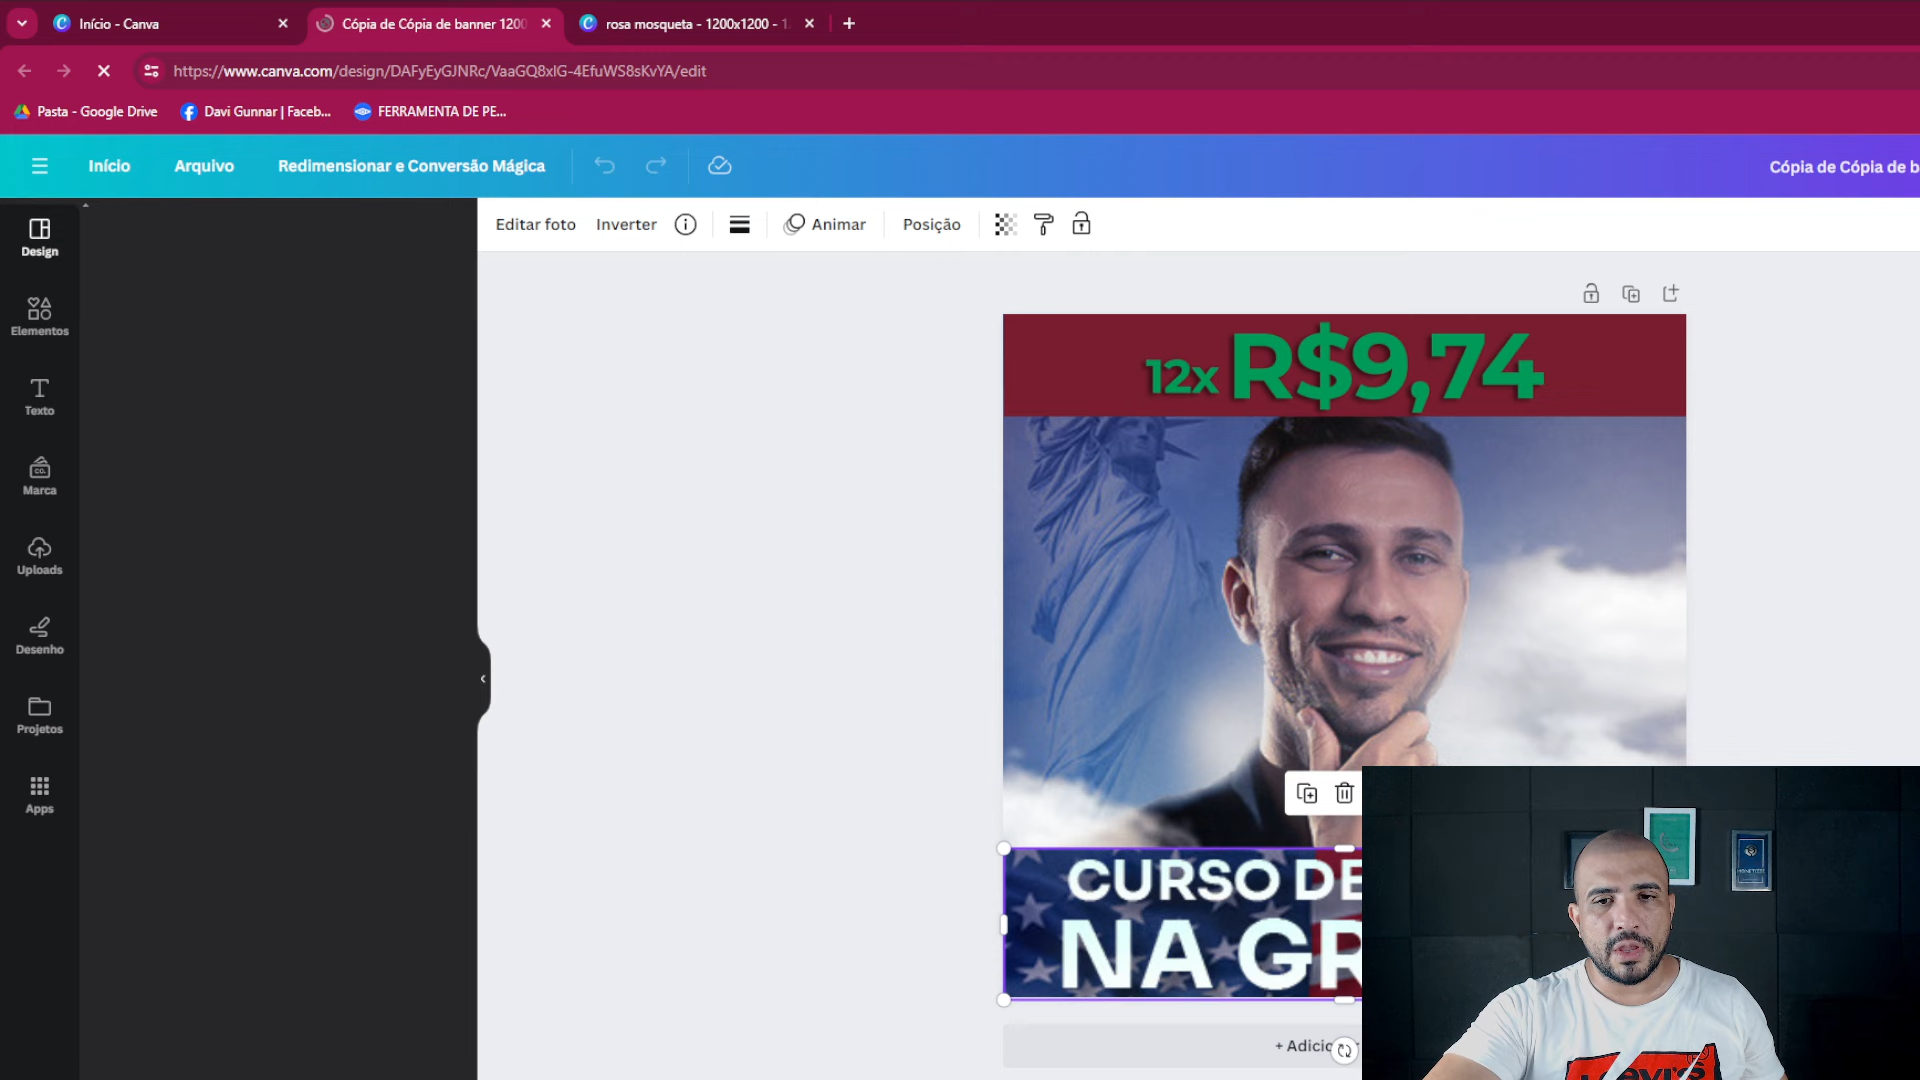 Início - Canva
Cópia de Cópia de banner 1200
rosa mosqueta - 1200x1200 - 1
https://www.canva.com/design/DAFyEyGJNRc/VaaGQ8xlG-4EfuWS8sKvYA/edit
Pasta - Google Drive
Davi Gunnar | Faceb...
FERRAMENTA DE PE...
Início
Arquivo
Redimensionar e Conversão Mágica
Cópia de Cópia de b
Design
Elementos
Texto
Marca
Uploads
Desenho
Projetos
Apps
Editar foto
Inverter
Animar
Posição
12x R$9,74
CURSO DE
NA GR
+ Adicio